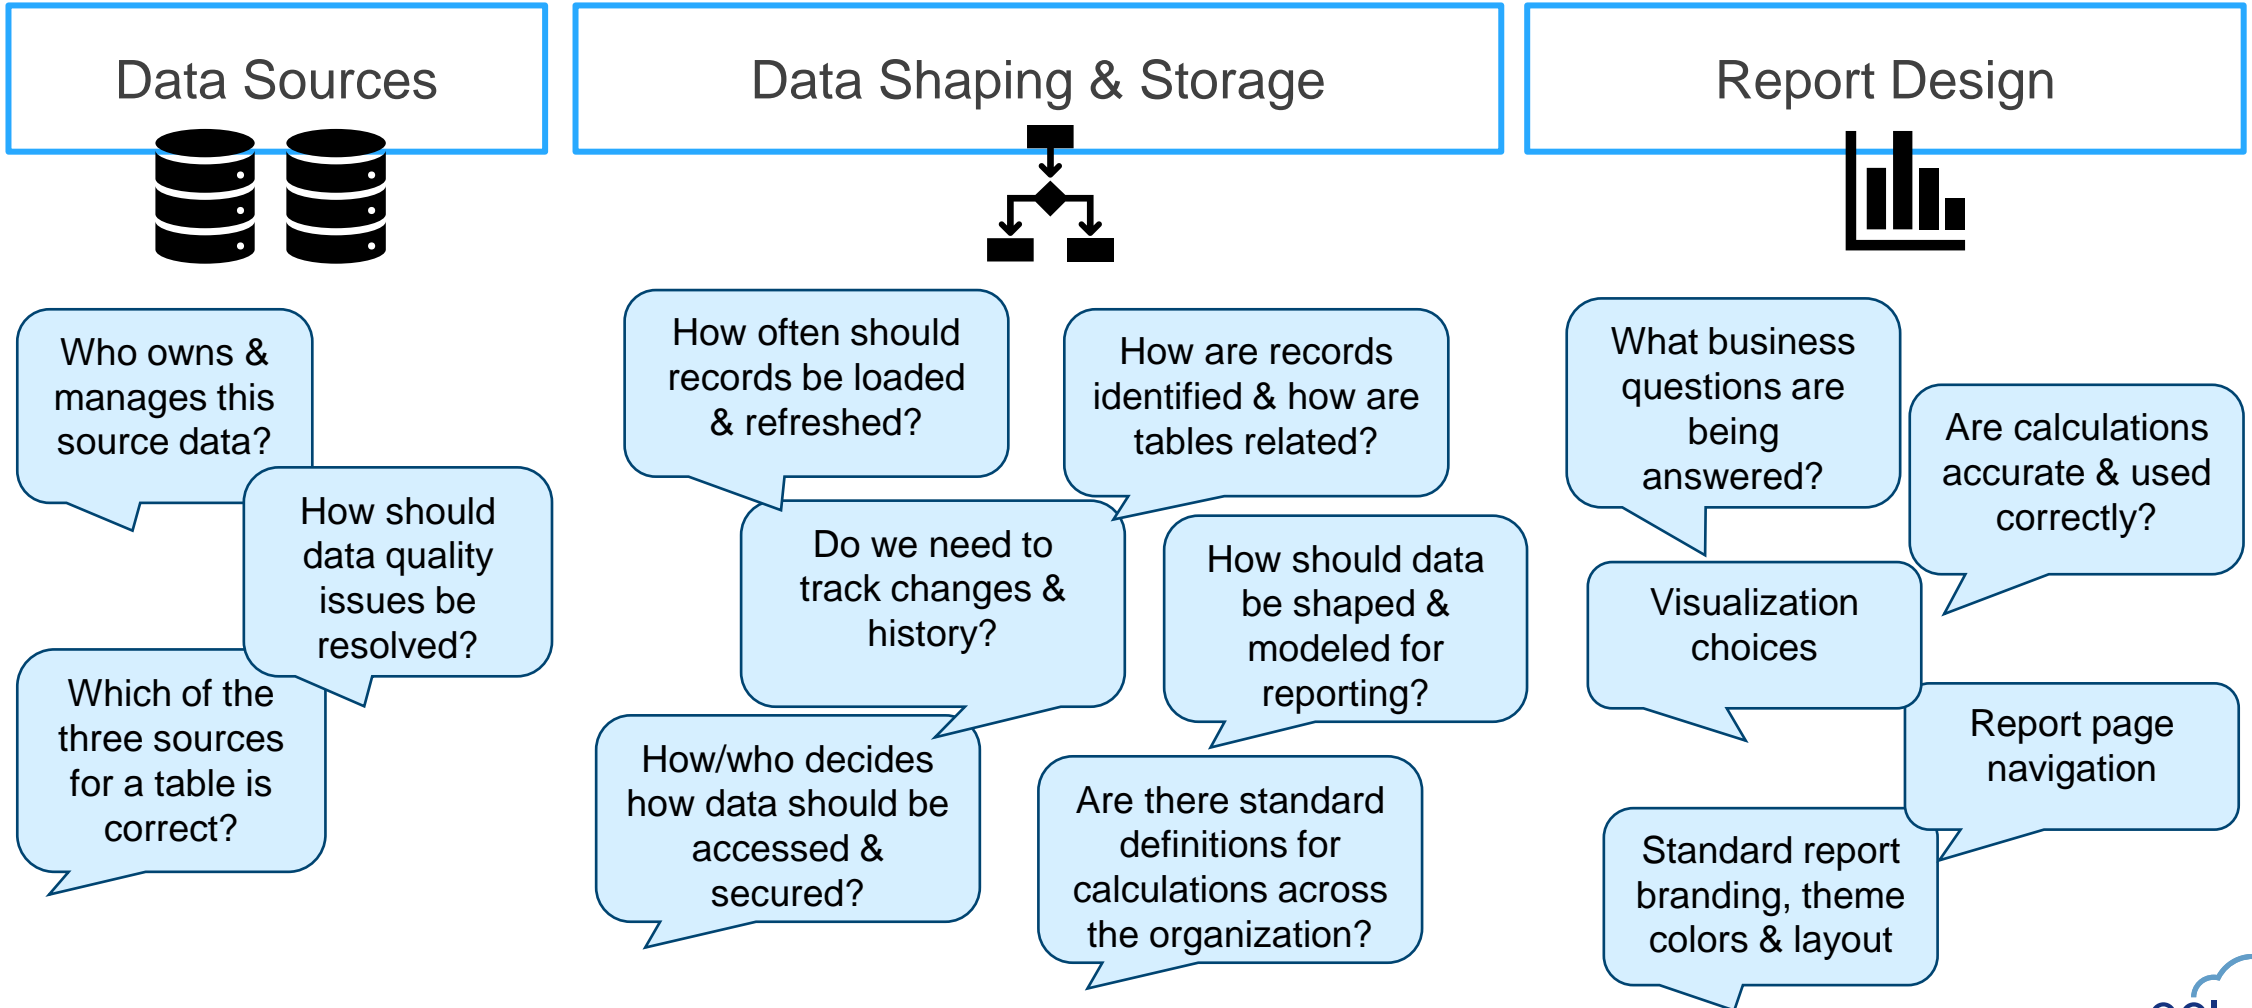 Data Sources
Data Shaping & Storage
Report Design
Who owns &
manages this
source data?
How should
data quality
issues be
resolved?
Which of the
three sources
for a table is
correct?
How often should
records be loaded
& refreshed?
How are records
identified & how are
tables related?
Do we need to
track changes &
history?
How should data
be shaped &
modeled for
reporting?
How/who decides
how data should be
accessed &
secured?
Are there standard
definitions for
calculations across
the organization?
What business
questions are
being
answered?
Are calculations
accurate & used
correctly?
Visualization
choices
Report page
navigation
Standard report
branding, theme
colors & layout